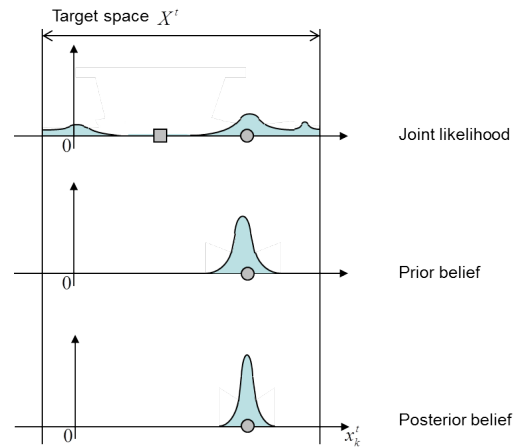 Target space X^t
0
Joint likelihood
0
Prior belief
0
Posterior belief
x_k^t